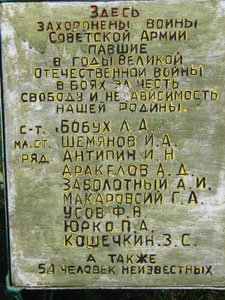 Здесь
захоронены воины
Советской Армии
павшие
в годы Великой
Отечественной войны
в боях за честь
свободу и независимость
нашей Родины.
с-т. Бобух Л.А.
мл.ст. Шемянов И.А.
ряд. Антипин И.Н
Аракелов А.Д.
Заболотный А.И.
Макаровский Г.А.
Усов Ф.Я
Юрко П.А.
Кошечкин.З.С.
а также
54 человек неизвестных